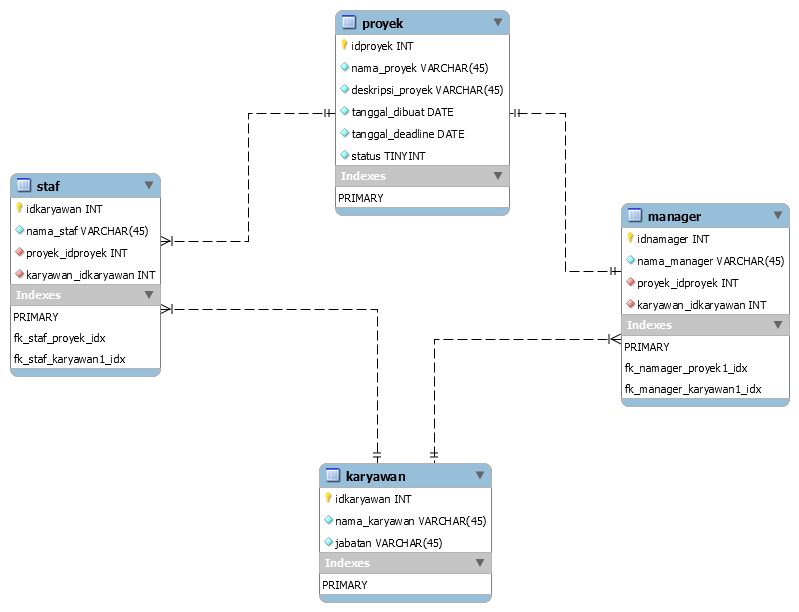 proyek
idproyek INT
nama_proyek VARCHAR(45)
deskripsi_proyek VARCHAR(45)
tanggal_dibuat DATE
tanggal_deadline DATE
status TINYINT
Indexes
PRIMARY
staf
idkaryawan INT
nama_staf VARCHAR(45)
proyek_idproyek INT
karyawan_idkaryawan INT
Indexes
PRIMARY
fk_staf_proyek_idx
fk_staf_karyawan1_idx
manager
idnamager INT
nama_manager VARCHAR(45)
proyek_idproyek INT
karyawan_idkaryawan INT
Indexes
PRIMARY
fk_namager_proyek1_idx
fk_manager_karyawan1_idx
karyawan
idkaryawan INT
nama_karyawan VARCHAR(45)
jabatan VARCHAR(45)
Indexes
PRIMARY